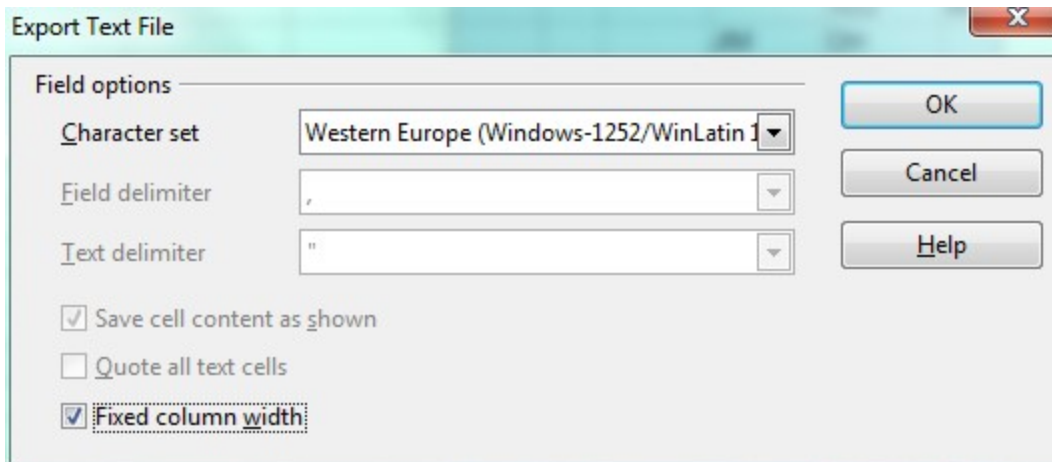 Export Text File
Field options
OK
Character set
Western Europe (Windows-1252/WinLatin 1
Cancel
Field delimiter
,
Help
Text delimiter
"
Save cell content as shown
Quote all text cells
Fixed column width